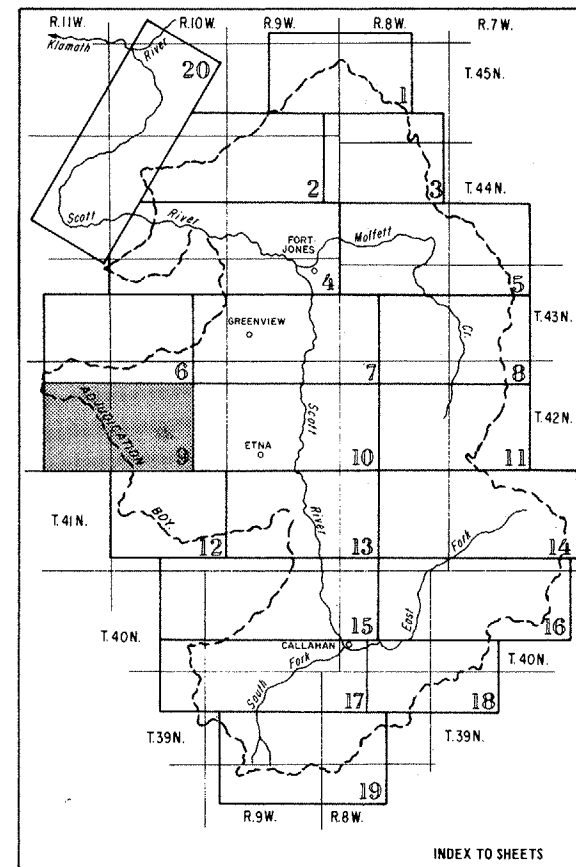 R.11W. R.10W. R.9W. R.8W. R.7W.
Klamath River
20
T.45N.
1
2
3
T.44N.
Scott River
FORT JONES
Moffett Cr.
4
5
GREENVIEW
T.43N.
6
7
8
ADJUDICATION BDY.
9
ETNA
Scott River
10
T.42N.
11
T.41N.
12
13
East Fork
14
T.40N.
15
16
CALLAHAN
South Fork
T.40N.
17
18
T.39N.
T.39N.
19
R.9W. R.8W.
INDEX TO SHEETS